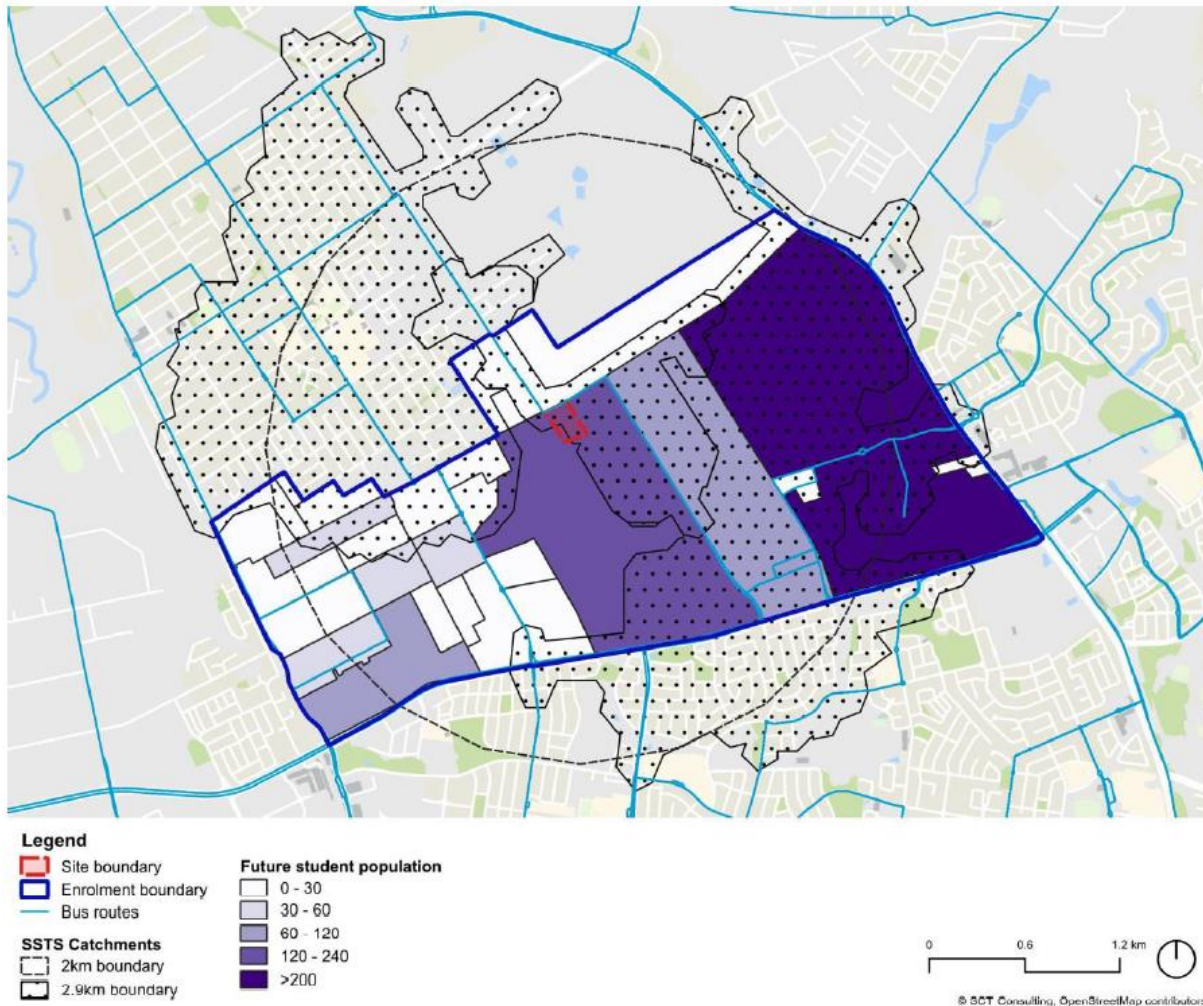 Legend
Site boundary
Enrolment boundary
Bus routes
SSTS Catchments
2km boundary
2.9km boundary
Future student population
0 - 30
30 - 60
60 - 120
120 - 240
>200
0 0.6 1.2 km
© SCT Consulting, OpenStreetMap contributors